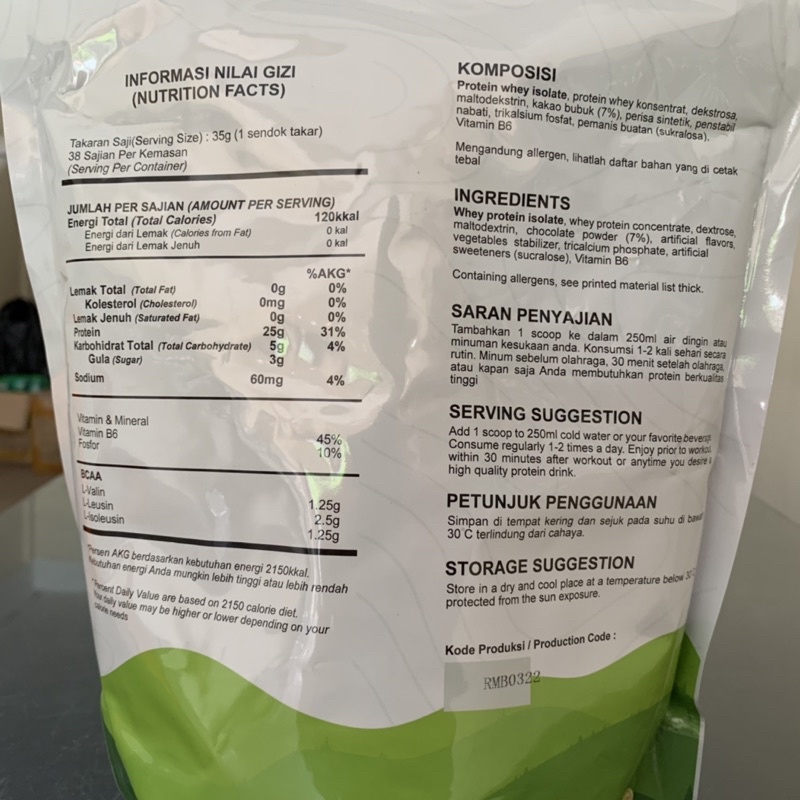 INFORMASI NILAI GIZI
(NUTRITION FACTS)
Takaran Saji(Serving Size) : 35g (1 sendok takar)
38 Sajian Per Kemasan
(Serving Per Container)
JUMLAH PER SAJIAN (AMOUNT PER SERVING)
Energi Total (Total Calories) 120kkal
Energi dari Lemak (Calories from Fat) 0 kal
Energi dari Lemak Jenuh 0 kal
%AKG*
Lemak Total (Total Fat) 0g 0%
Kolesterol (Cholesterol) 0mg 0%
Lemak Jenuh (Saturated Fat) 0g 0%
Protein 25g 31%
Karbohidrat Total (Total Carbohydrate) 5g 4%
Gula (Sugar) 3g
Sodium 60mg 4%
Vitamin & Mineral
Vitamin B6 45%
Fosfor 10%
BCAA
L-Valin 1.25g
L-Leusin 2.5g
L-Isoleusin 1.25g
*Persen AKG berdasarkan kebutuhan energi 2150kkal.
Kebutuhan energi Anda mungkin lebih tinggi atau lebih rendah
*Percent Daily Value are based on 2150 calorie diet.
Your daily value may be higher or lower depending on your
calorie needs
KOMPOSISI
Protein whey isolate, protein whey konsentrat, dekstrosa,
maltodekstrin, kakao bubuk (7%), perisa sintetik, penstabil
nabati, trikalsium fosfat, pemanis buatan (sukralosa),
Vitamin B6
Mengandung allergen, lihatlah daftar bahan yang di cetak
tebal
INGREDIENTS
Whey protein isolate, whey protein concentrate, dextrose,
maltodextrin, chocolate powder (7%), artificial flavors,
vegetables stabilizer, tricalcium phosphate, artificial
sweeteners (sucralose), Vitamin B6
Containing allergens, see printed material list thick.
SARAN PENYAJIAN
Tambahkan 1 scoop ke dalam 250ml air dingin atau
minuman kesukaan anda. Konsumsi 1-2 kali sehari secara
rutin. Minum sebelum olahraga, 30 menit setelah olahraga,
atau kapan saja Anda membutuhkan protein berkualitas
tinggi
SERVING SUGGESTION
Add 1 scoop to 250ml cold water or your favorite
Consume regularly 1-2 times a day. Enjoy prior to
within 30 minutes after workout or anytime you desire a
high quality protein drink.
PETUNJUK PENGGUNAAN
Simpan di tempat kering dan sejuk pada suhu di
30°C terlindung dari cahaya.
STORAGE SUGGESTION
Store in a dry and cool place at a temperature below 30
protected from the sun exposure.
Kode Produksi / Production Code :
RMB0322